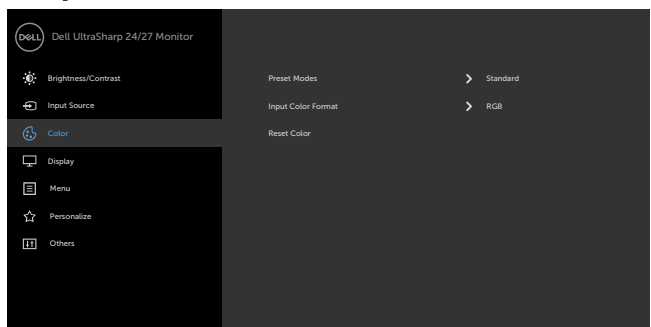 DELL Dell UltraSharp 24/27 Monitor
Brightness/Contrast
Preset Modes Standard
Input Source
Input Color Format RGB
Color
Reset Color
Display
Menu
Personalize
Others